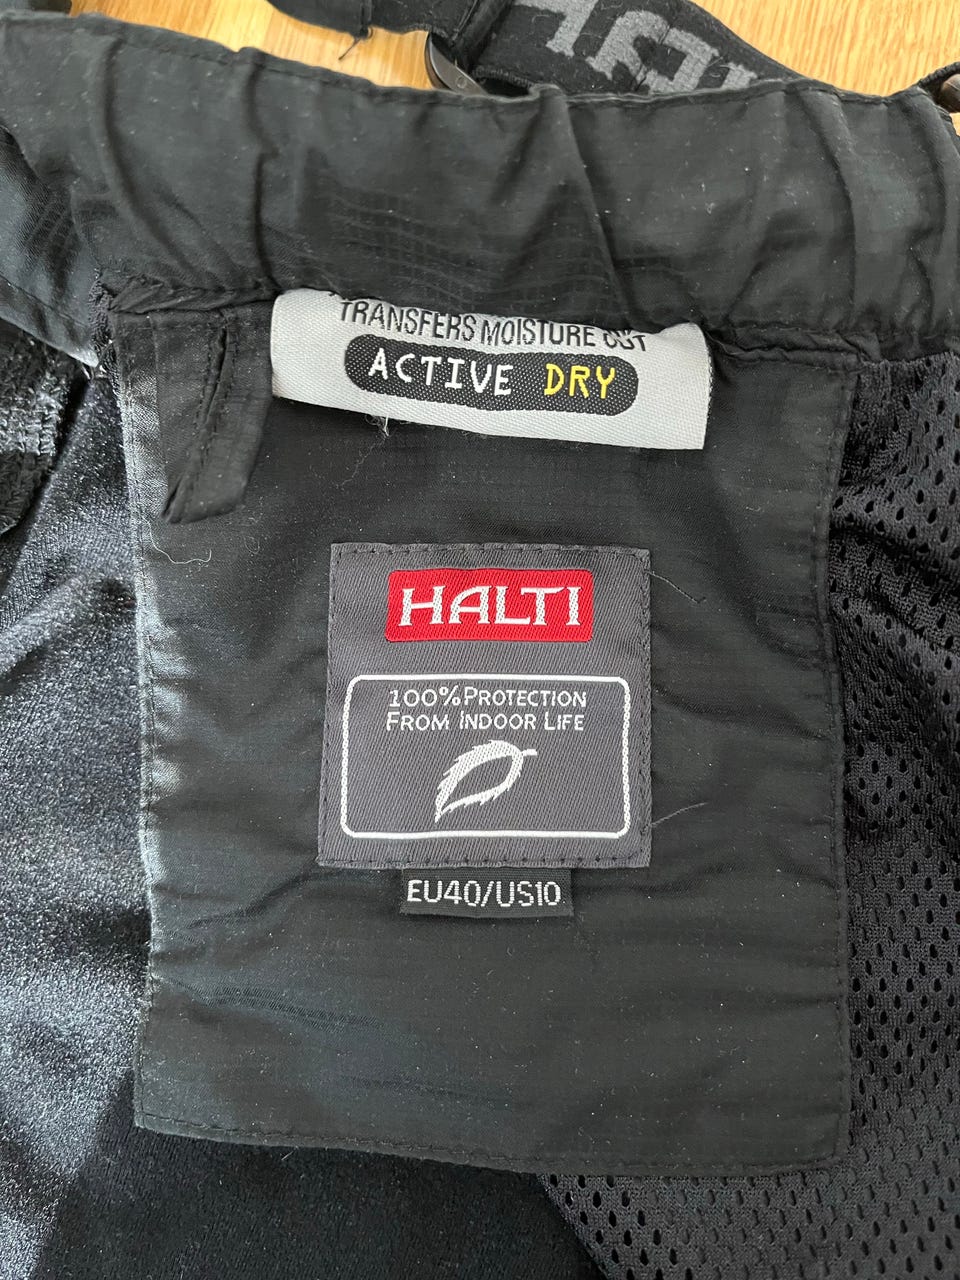 TRANSFERS MOISTURE OUT
ACTIVE DRY
HALTI
100% PROTECTION
FROM INDOOR LIFE
EU40/US10